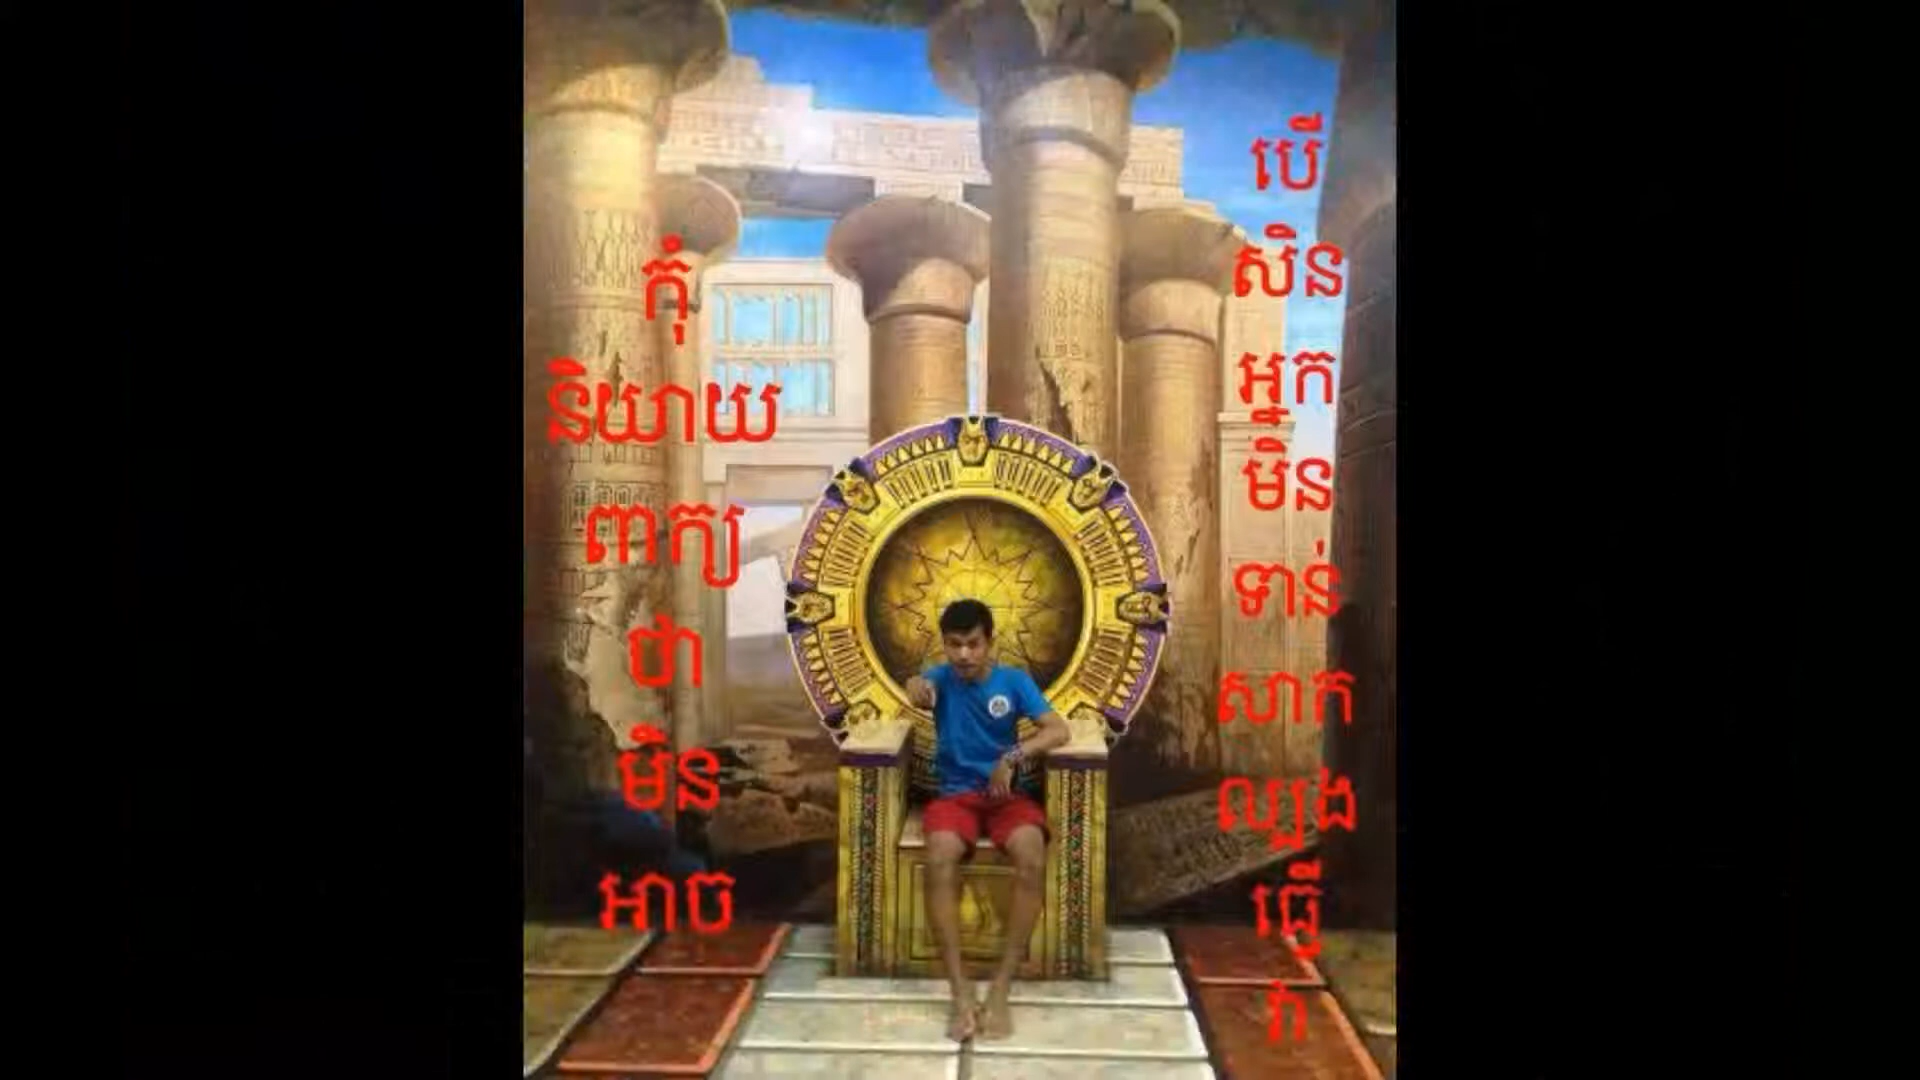 កុំ
និយាយ
ពាក្យ
ថា
មិន
អាច
បើ
សិន
អ្នក
មិន
ទាន់
សាក
ល្បង
ធ្វើ
វា